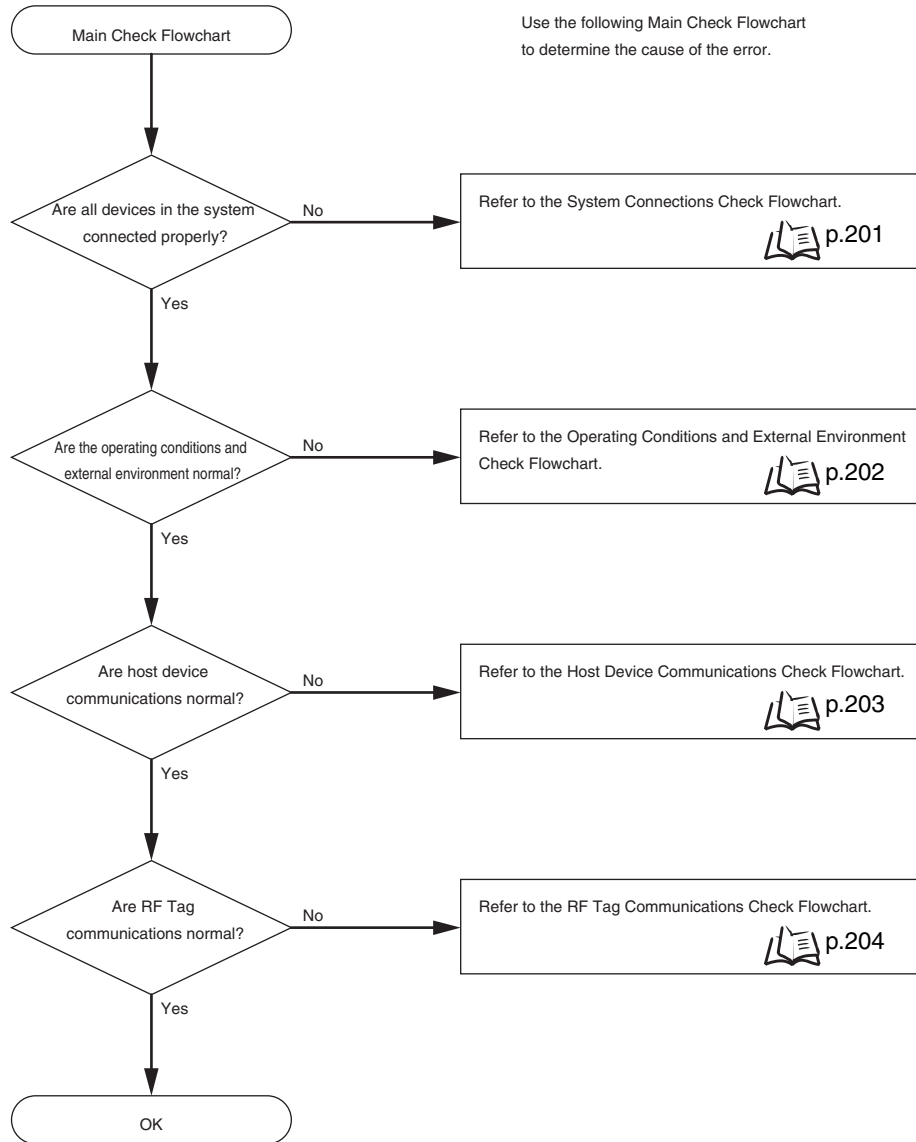 Main Check Flowchart
Use the following Main Check Flowchart
to determine the cause of the error.
Are all devices in the system
connected properly?
No
Refer to the System Connections Check Flowchart.
p.201
Yes
Are the operating conditions and
external environment normal?
No
Refer to the Operating Conditions and External Environment
Check Flowchart.
p.202
Yes
Are host device
communications normal?
No
Refer to the Host Device Communications Check Flowchart.
p.203
Yes
Are RF Tag
communications normal?
No
Refer to the RF Tag Communications Check Flowchart.
p.204
Yes
OK